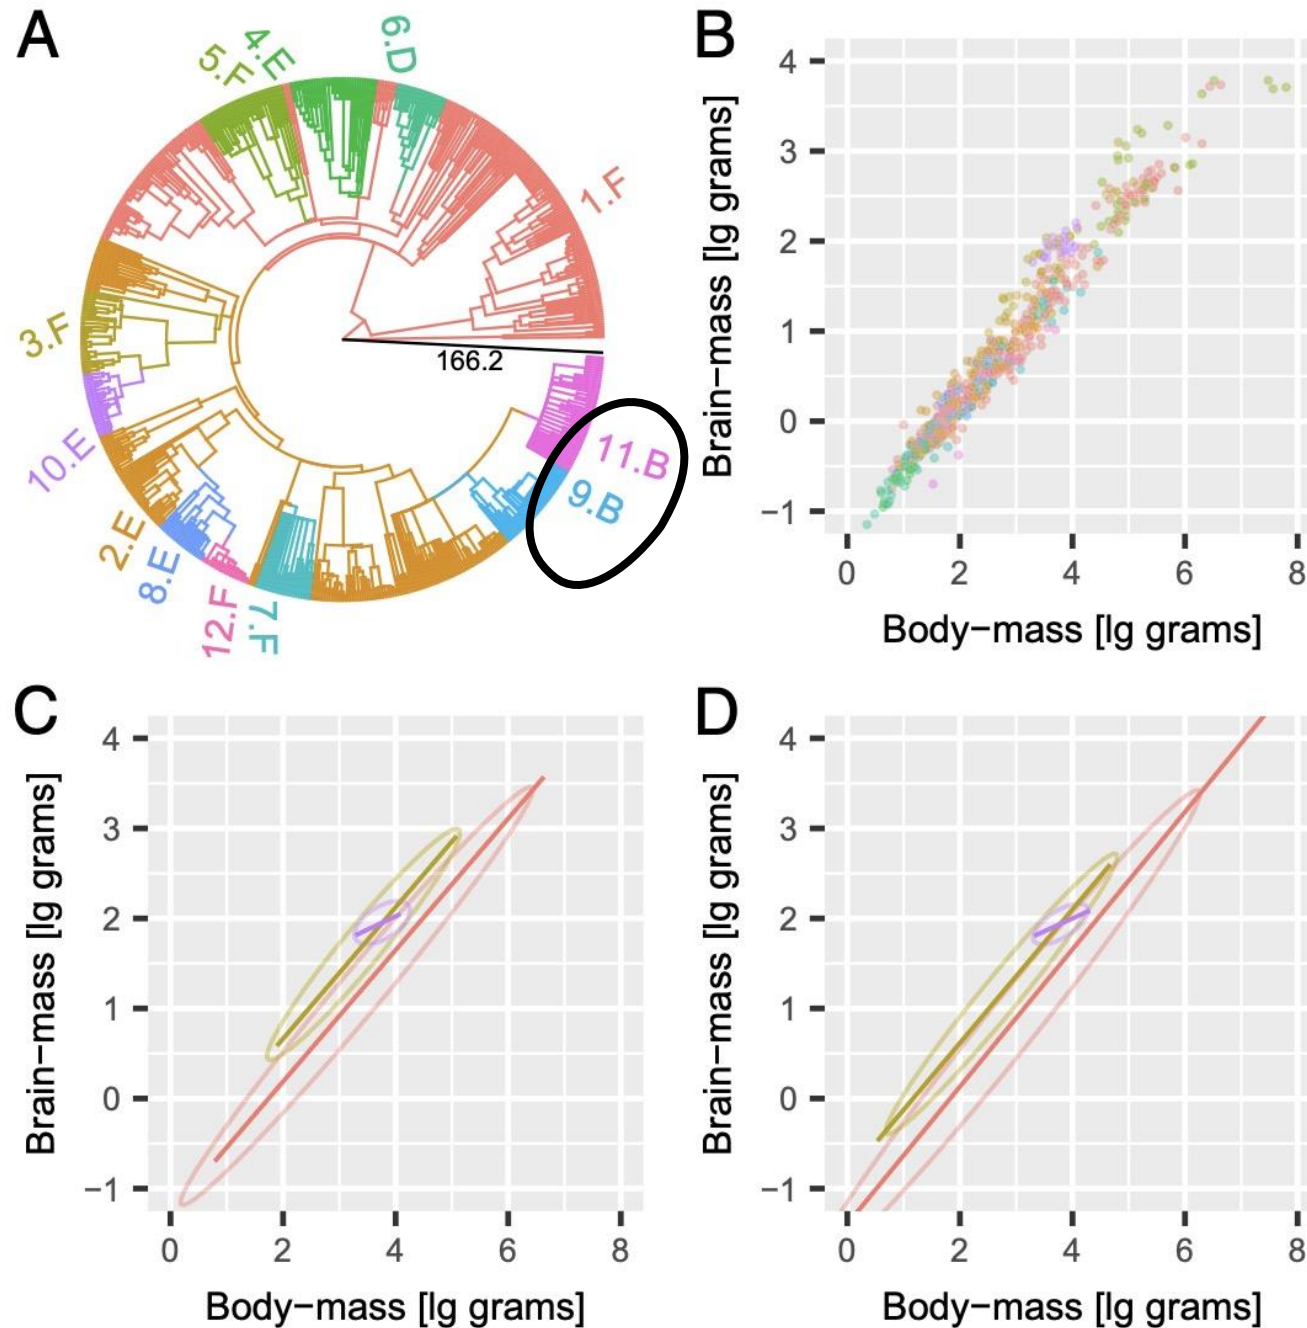 A
6.D
4.E
5.F
1.F
3.F
166.2
11.B
10.E
9.B
2.E
8.E
12.F
7.F
B
Brain−mass [lg grams]
4
3
2
1
0
−1
0 2 4 6 8
Body−mass [lg grams]
C
Brain−mass [lg grams]
4
3
2
1
0
−1
0 2 4 6 8
Body−mass [lg grams]
D
Brain−mass [lg grams]
4
3
2
1
0
−1
0 2 4 6 8
Body−mass [lg grams]